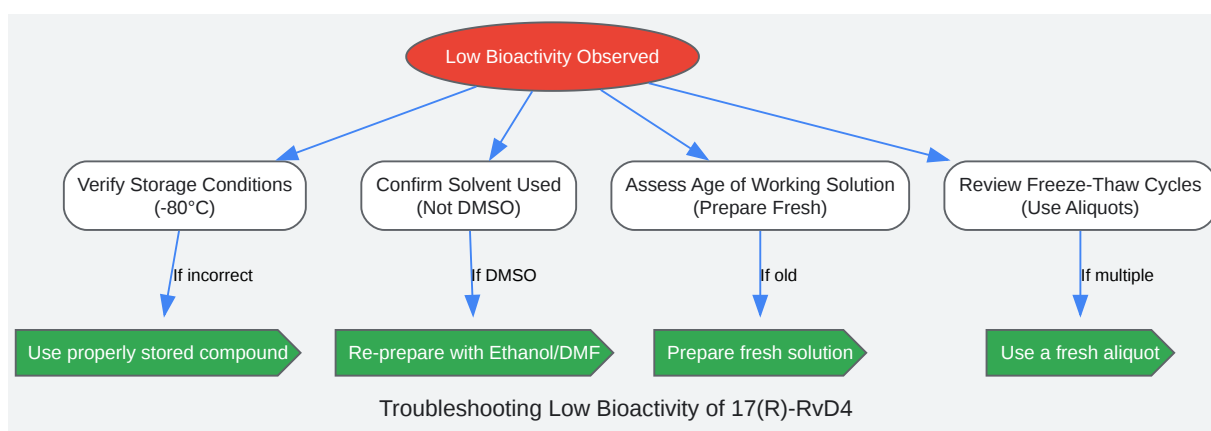 Low Bioactivity Observed
Verify Storage Conditions
(-80°C)
Confirm Solvent Used
(Not DMSO)
Assess Age of Working Solution
(Prepare Fresh)
Review Freeze-Thaw Cycles
(Use Aliquots)
If incorrect
If DMSO
If old
If multiple
Use properly stored compound
Re-prepare with Ethanol/DMF
Prepare fresh solution
Use a fresh aliquot
Troubleshooting Low Bioactivity of 17(R)-RvD4